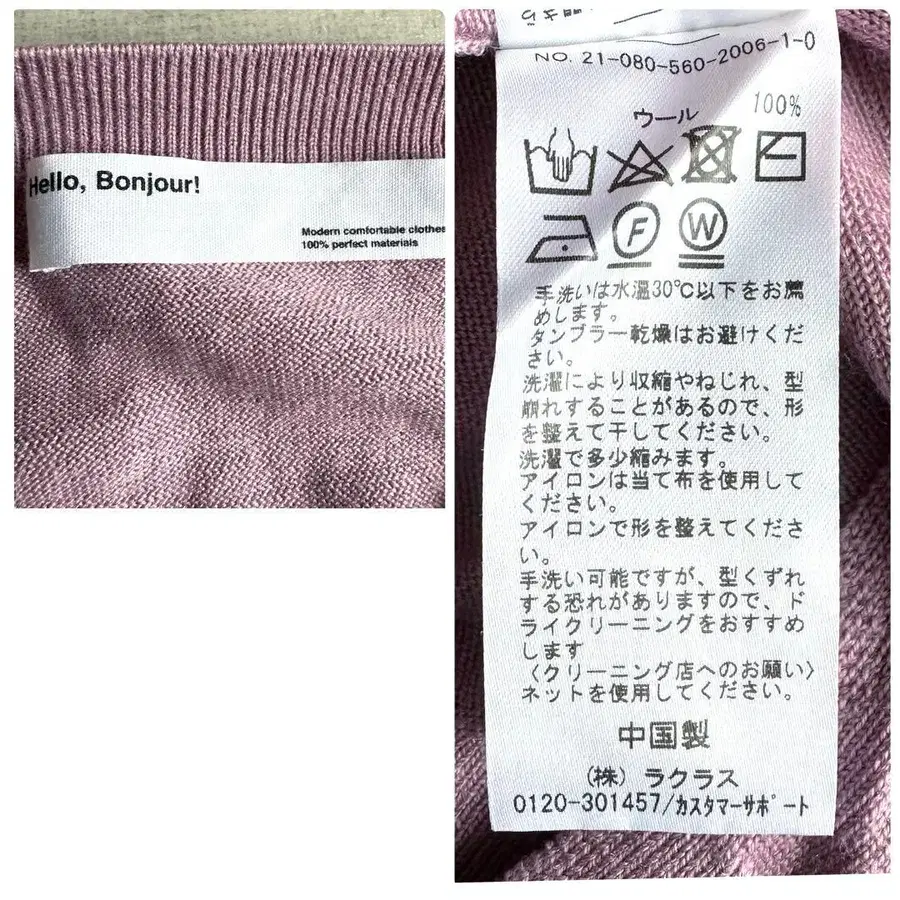 Hello, Bonjour!
Modern comfortable clothes
100% perfect materials
NO. 21-080-560-2006-1-0
ウール 100%
F
W
手洗いは水温30℃以下をお薦
めします。
タンブラー乾燥はお避けくだ
さい。
洗濯により収縮やねじれ、型
崩れすることがあるので、形
を整えて干してください。
洗濯で多少縮みます。
アイロンは当て布を使用して
ください。
アイロンで形を整えてくださ
い。
手洗い可能ですが、型くずれ
する恐れがありますので、ド
ライクリーニングをおすすめ
します
〈クリーニング店へのお願い〉
ネットを使用してください。
中国製
(株) ラクラス
0120-301457/カスタマーサポート